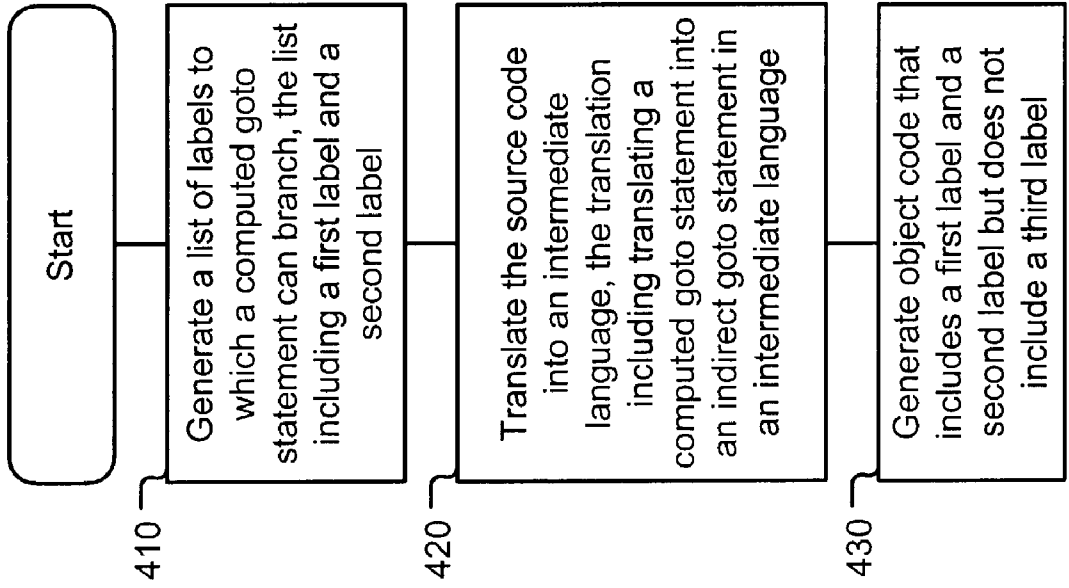 Start
410
Generate a list of labels to
which a computed goto
statement can branch, the list
including a first label and a
second label
420
Translate the source code
into an intermediate
language, the translation
including translating a
computed goto statement into
an indirect goto statement in
an intermediate language
430
Generate object code that
includes a first label and a
second label but does not
include a third label